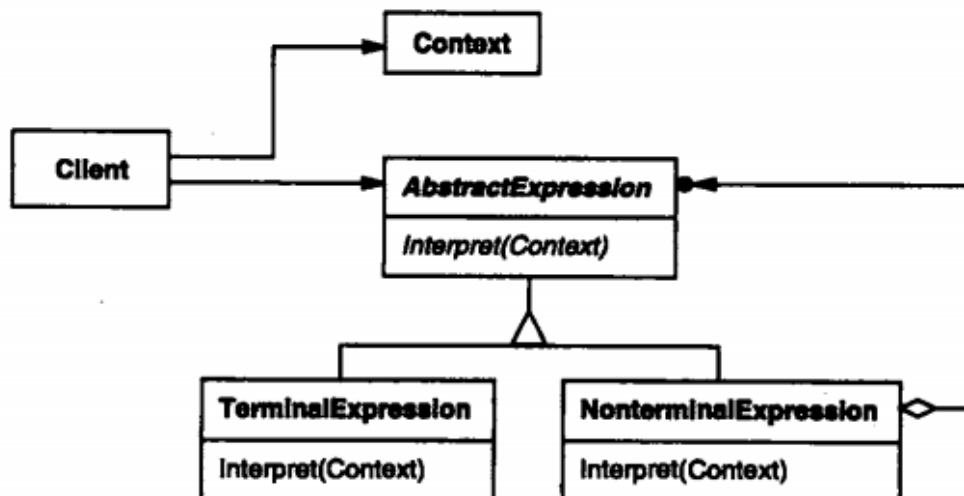 Context
Client
AbstractExpression
Interpret(Context)
TerminalExpression
Interpret(Context)
NonterminalExpression
Interpret(Context)